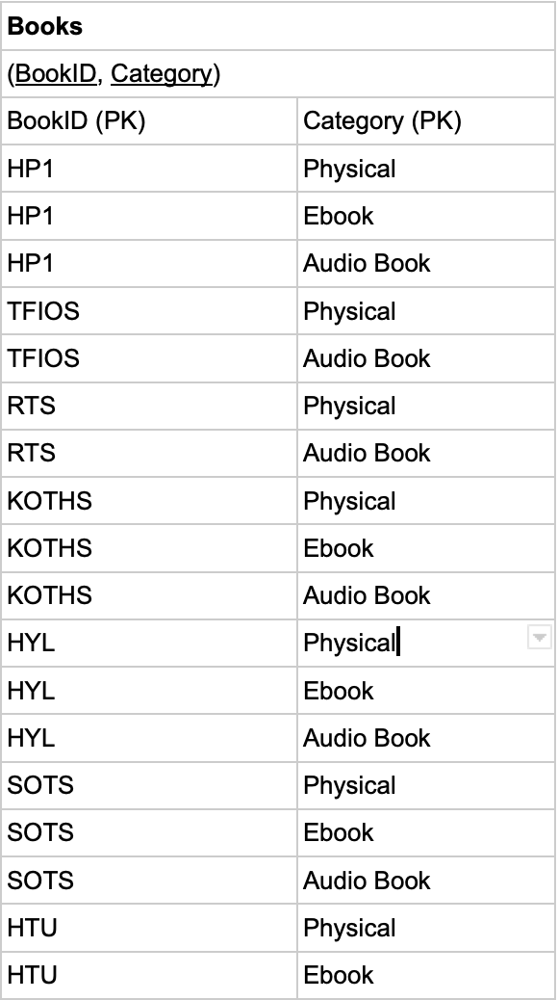 Books
(BookID, Category)
BookID (PK) Category (PK)
HP1 Physical
HP1 Ebook
HP1 Audio Book
TFIOS Physical
TFIOS Audio Book
RTS Physical
RTS Audio Book
KOTHS Physical
KOTHS Ebook
KOTHS Audio Book
HYL Physical
HYL Ebook
HYL Audio Book
SOTS Physical
SOTS Ebook
SOTS Audio Book
HTU Physical
HTU Ebook